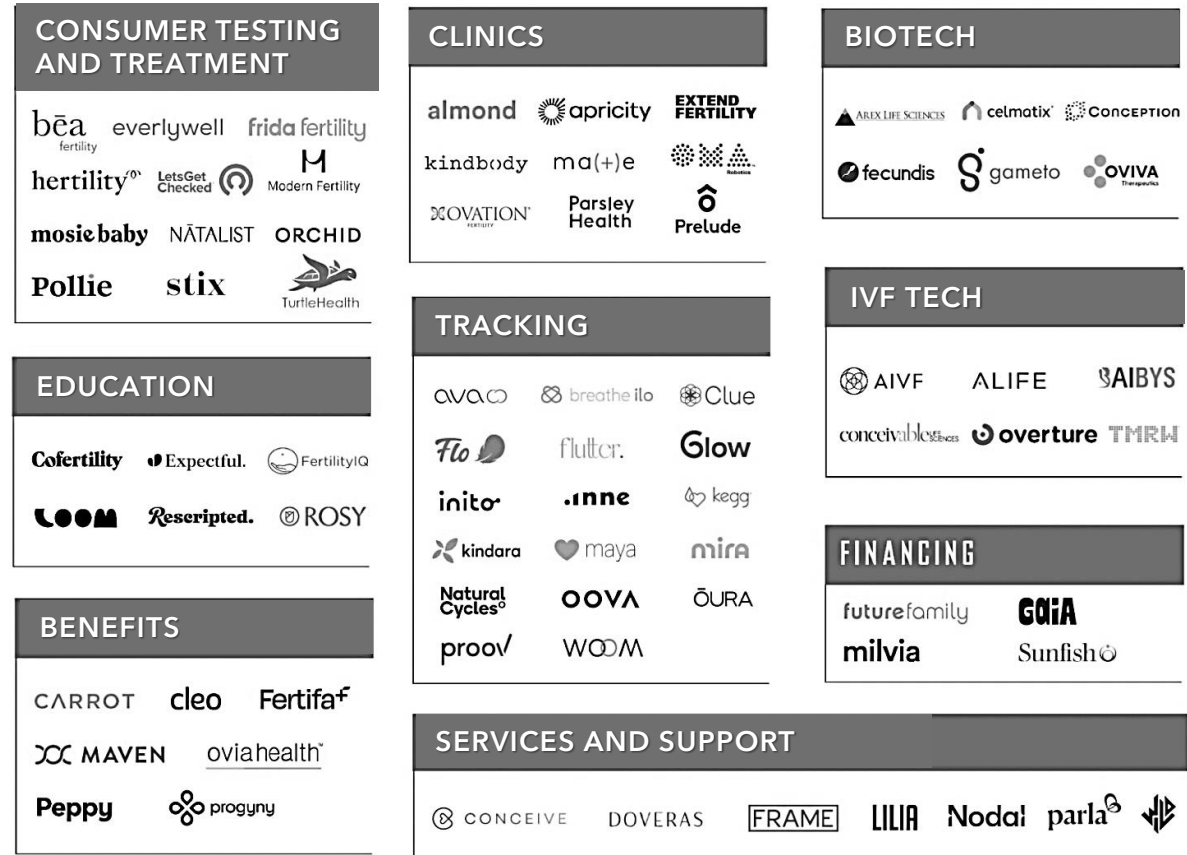 CONSUMER TESTING
AND TREATMENT
bēa
fertility
everlywell
frida fertility
hertility
LetsGet
Checked
Modern Fertility
mosie baby
NĀTALIST
ORCHID
Pollie
stix
TurtleHealth
EDUCATION
Cofertility
Expectful.
FertilityIQ
LOOM
Rescripted.
ROSY
BENEFITS
CARROT
cleo
Fertifa
MAVEN
oviahealth
Peppy
progyny
CLINICS
almond
apricity
EXTEND
FERTILITY
kindbody
ma(+)e
Robotics
OVATION
FERTILITY
Parsley
Health
Prelude
TRACKING
ava
breathe ilo
Clue
Flo
flutter.
Glow
inito
.inne
kegg
kindara
maya
mira
Natural
Cycles°
OOVA
ŌURA
proov
WOOM
BIOTECH
AREX LIFE SCIENCES
celmatix
CONCEPTION
fecundis
gameto
OVIVA
Therapeutics
IVF TECH
AIVF
ALIFE
AIBYS
conceivable LIFE SCIENCES
overture
TMRW
FINANCING
futurefamily
GAiA
milvia
Sunfish
SERVICES AND SUPPORT
CONCEIVE
DOVERAS
FRAME
LILIA
Nodal
parla